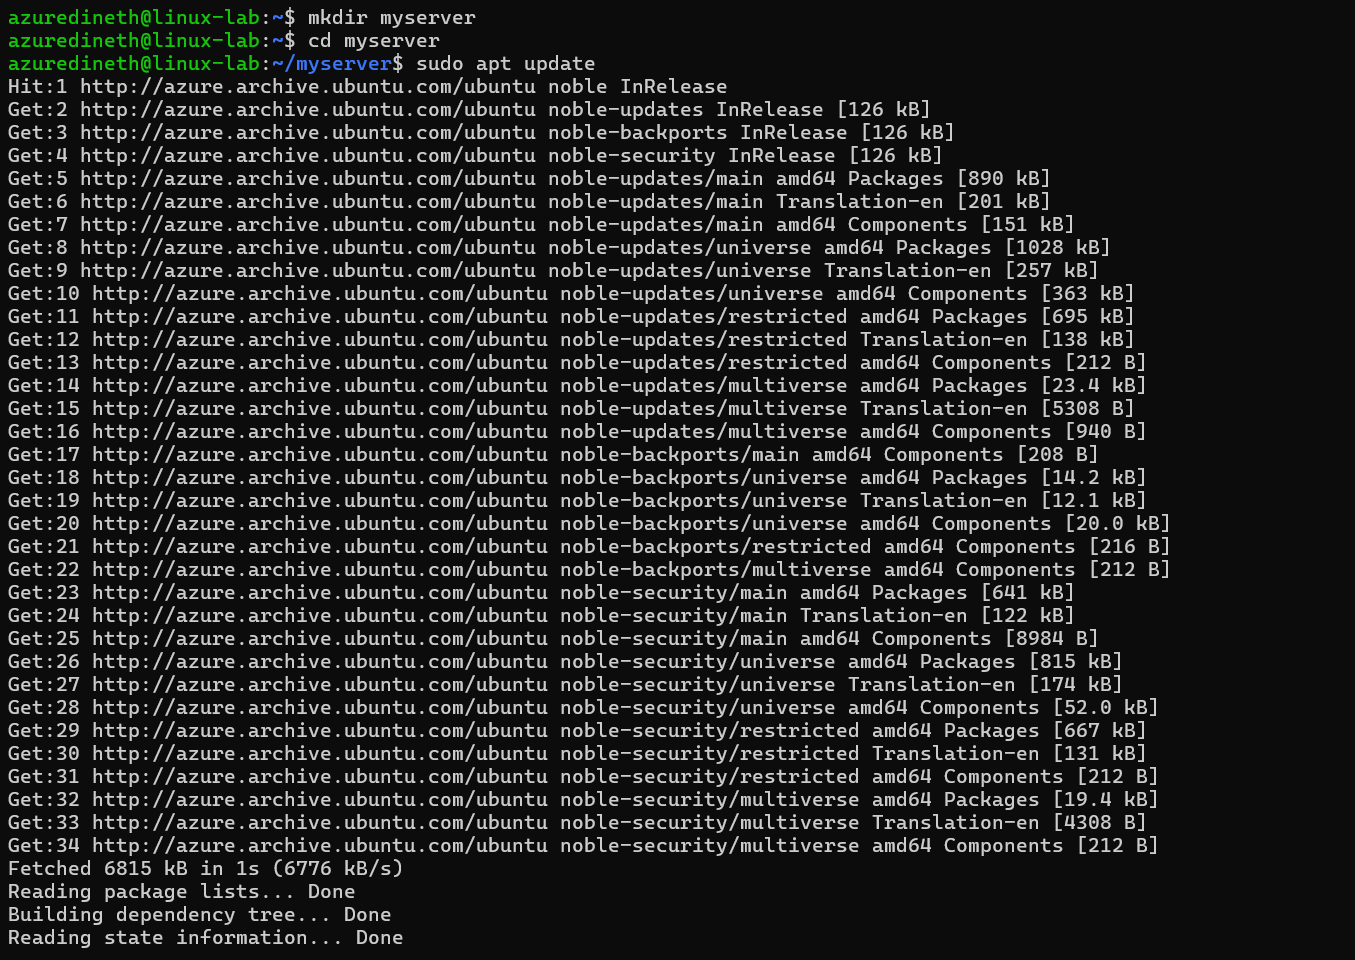 azuredineth@linux-lab:~$ mkdir myserver
azuredineth@linux-lab:~$ cd myserver
azuredineth@linux-lab:~/myserver$ sudo apt update
Hit:1 http://azure.archive.ubuntu.com/ubuntu noble InRelease
Get:2 http://azure.archive.ubuntu.com/ubuntu noble-updates InRelease [126 kB]
Get:3 http://azure.archive.ubuntu.com/ubuntu noble-backports InRelease [126 kB]
Get:4 http://azure.archive.ubuntu.com/ubuntu noble-security InRelease [126 kB]
Get:5 http://azure.archive.ubuntu.com/ubuntu noble-updates/main amd64 Packages [890 kB]
Get:6 http://azure.archive.ubuntu.com/ubuntu noble-updates/main Translation-en [201 kB]
Get:7 http://azure.archive.ubuntu.com/ubuntu noble-updates/main amd64 Components [151 kB]
Get:8 http://azure.archive.ubuntu.com/ubuntu noble-updates/universe amd64 Packages [1028 kB]
Get:9 http://azure.archive.ubuntu.com/ubuntu noble-updates/universe Translation-en [257 kB]
Get:10 http://azure.archive.ubuntu.com/ubuntu noble-updates/universe amd64 Components [363 kB]
Get:11 http://azure.archive.ubuntu.com/ubuntu noble-updates/restricted amd64 Packages [695 kB]
Get:12 http://azure.archive.ubuntu.com/ubuntu noble-updates/restricted Translation-en [138 kB]
Get:13 http://azure.archive.ubuntu.com/ubuntu noble-updates/restricted amd64 Components [212 B]
Get:14 http://azure.archive.ubuntu.com/ubuntu noble-updates/multiverse amd64 Packages [23.4 kB]
Get:15 http://azure.archive.ubuntu.com/ubuntu noble-updates/multiverse Translation-en [5308 B]
Get:16 http://azure.archive.ubuntu.com/ubuntu noble-updates/multiverse amd64 Components [940 B]
Get:17 http://azure.archive.ubuntu.com/ubuntu noble-backports/main amd64 Components [208 B]
Get:18 http://azure.archive.ubuntu.com/ubuntu noble-backports/universe amd64 Packages [14.2 kB]
Get:19 http://azure.archive.ubuntu.com/ubuntu noble-backports/universe Translation-en [12.1 kB]
Get:20 http://azure.archive.ubuntu.com/ubuntu noble-backports/universe amd64 Components [20.0 kB]
Get:21 http://azure.archive.ubuntu.com/ubuntu noble-backports/restricted amd64 Components [216 B]
Get:22 http://azure.archive.ubuntu.com/ubuntu noble-backports/multiverse amd64 Components [212 B]
Get:23 http://azure.archive.ubuntu.com/ubuntu noble-security/main amd64 Packages [641 kB]
Get:24 http://azure.archive.ubuntu.com/ubuntu noble-security/main Translation-en [122 kB]
Get:25 http://azure.archive.ubuntu.com/ubuntu noble-security/main amd64 Components [8984 B]
Get:26 http://azure.archive.ubuntu.com/ubuntu noble-security/universe amd64 Packages [815 kB]
Get:27 http://azure.archive.ubuntu.com/ubuntu noble-security/universe Translation-en [174 kB]
Get:28 http://azure.archive.ubuntu.com/ubuntu noble-security/universe amd64 Components [52.0 kB]
Get:29 http://azure.archive.ubuntu.com/ubuntu noble-security/restricted amd64 Packages [667 kB]
Get:30 http://azure.archive.ubuntu.com/ubuntu noble-security/restricted Translation-en [131 kB]
Get:31 http://azure.archive.ubuntu.com/ubuntu noble-security/restricted amd64 Components [212 B]
Get:32 http://azure.archive.ubuntu.com/ubuntu noble-security/multiverse amd64 Packages [19.4 kB]
Get:33 http://azure.archive.ubuntu.com/ubuntu noble-security/multiverse Translation-en [4308 B]
Get:34 http://azure.archive.ubuntu.com/ubuntu noble-security/multiverse amd64 Components [212 B]
Fetched 6815 kB in 1s (6776 kB/s)
Reading package lists... Done
Building dependency tree... Done
Reading state information... Done